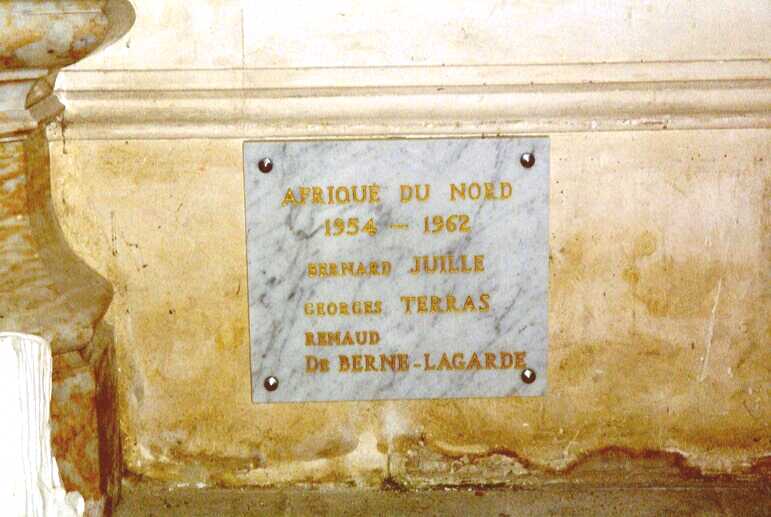 AFRIQUE DU NORD
1954 – 1962
BERNARD JUILLE
GEORGES TERRAS
RENAUD
DE BERNE-LAGARDE